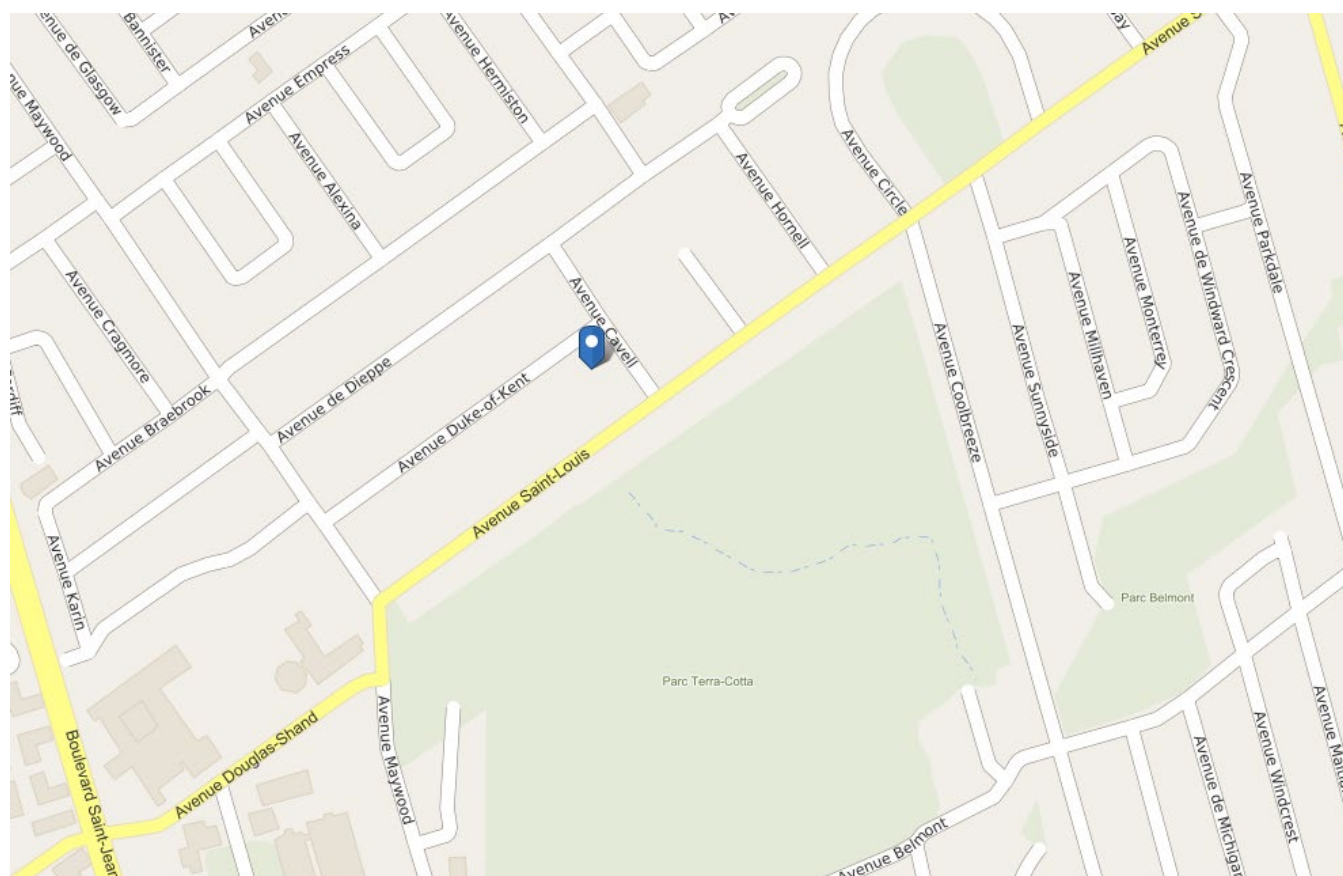 Bannister
Avenue de Glasgow
Avenue Empress
Avenue Hermiston
Avenue S
nue Maywood
Avenue Alexina
Avenue Circle
Avenue Hornell
Avenue Parkdale
Avenue de Windward Crescent
Avenue Monterrey
Avenue Millhaven
Avenue Cragmore
Avenue Cavell
Avenue Sunnyside
Avenue Coolbreeze
Avenue de Dieppe
Avenue Duke-of-Kent
Avenue Braebrook
Avenue Saint-Louis
Avenue Karin
Parc Belmont
Parc Terra-Cotta
Avenue Douglas-Shand
Avenue Maywood
Boulevard Saint-Jean
Avenue de Michigan
Avenue Windcrest
Avenue Belmont